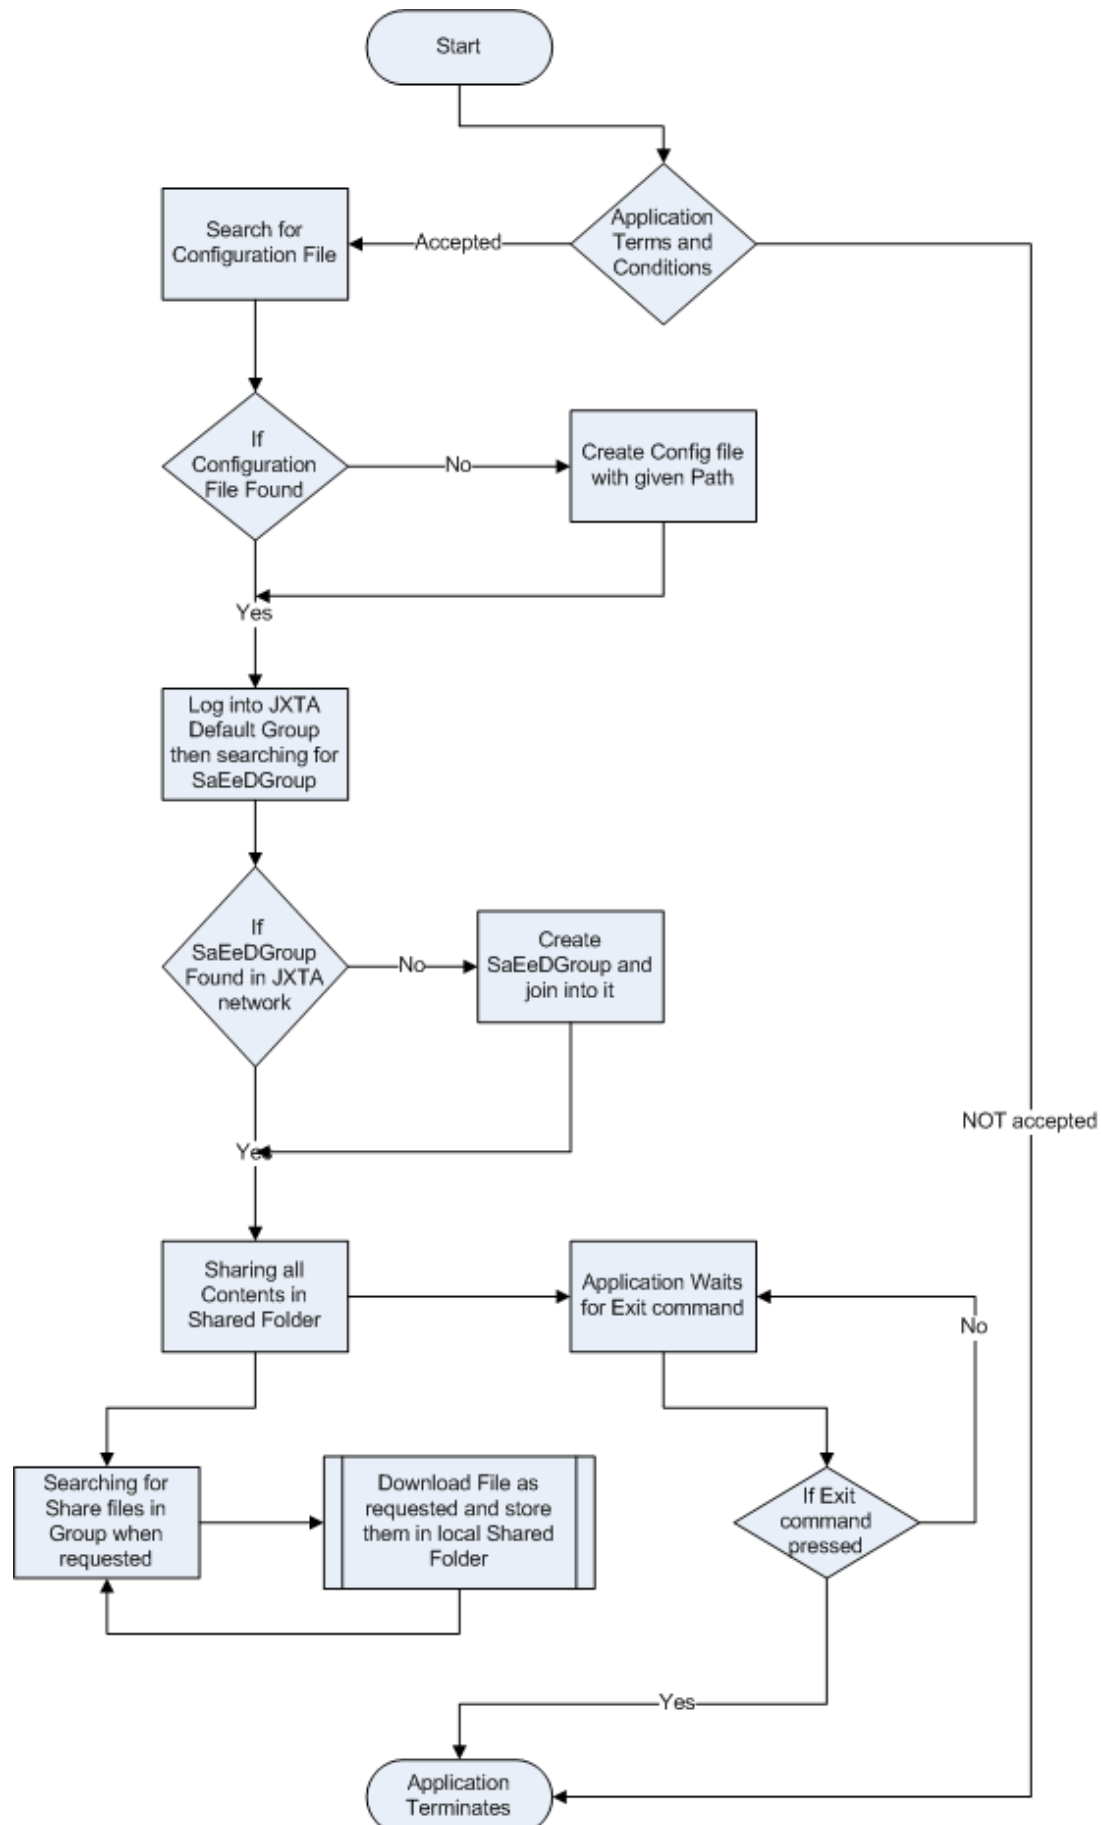 Start
Application
Terms and
Conditions
Accepted
Search for
Configuration File
If
Configuration
File Found
No
Create Config file
with given Path
Yes
Log into JXTA
Default Group
then searching for
SaEeDGroup
If
SaEeDGroup
Found in JXTA
network
No
Create
SaEeDGroup and
join into it
NOT accepted
Yes
Sharing all
Contents in
Shared Folder
Application Waits
for Exit command
No
Searching for
Share files in
Group when
requested
Download File as
requested and store
them in local Shared
Folder
If Exit
command
pressed
Yes
Application
Terminates